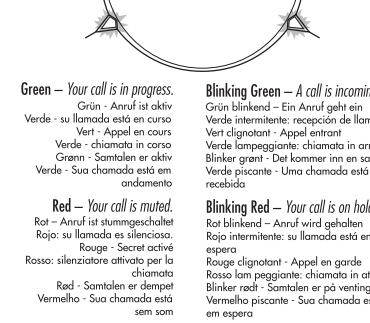 Green – Your call is in progress.
Grün - Anruf ist aktiv
Verde - su llamada está en curso
Vert - Appel en cours
Verde - chiamata in corso
Grønn - Samtalen er aktiv
Verde - Sua chamada está em
andamento
Red – Your call is muted.
Rot – Anruf ist stummgeschaltet
Rojo: su llamada es silenciosa.
Rouge - Secret activé
Rosso: silenziatore attivato per la
chiamata
Rød - Samtalen er dempet
Vermelho - Sua chamada está
sem som
Blinking Green – A call is
Grün blinkend – Ein Anruf geht ein
Verde intermitente: recepción de
Vert clignotant - Appel entrant
Verde lampeggiante: chiamata in
Blinker grønt - Det kommer inn en
Verde piscante - Uma chamada está
recebida
Blinking Red – Your call is on
Rot blinkend – Anruf wird gehalten
Rojo intermitente: su llamada está en
espera
Rouge clignotant - Appel en garde
Rosso lam peggiante: chiamata in
Blinker rødt - Samtalen er på venting
Vermelho piscante - Sua chamada
em espera